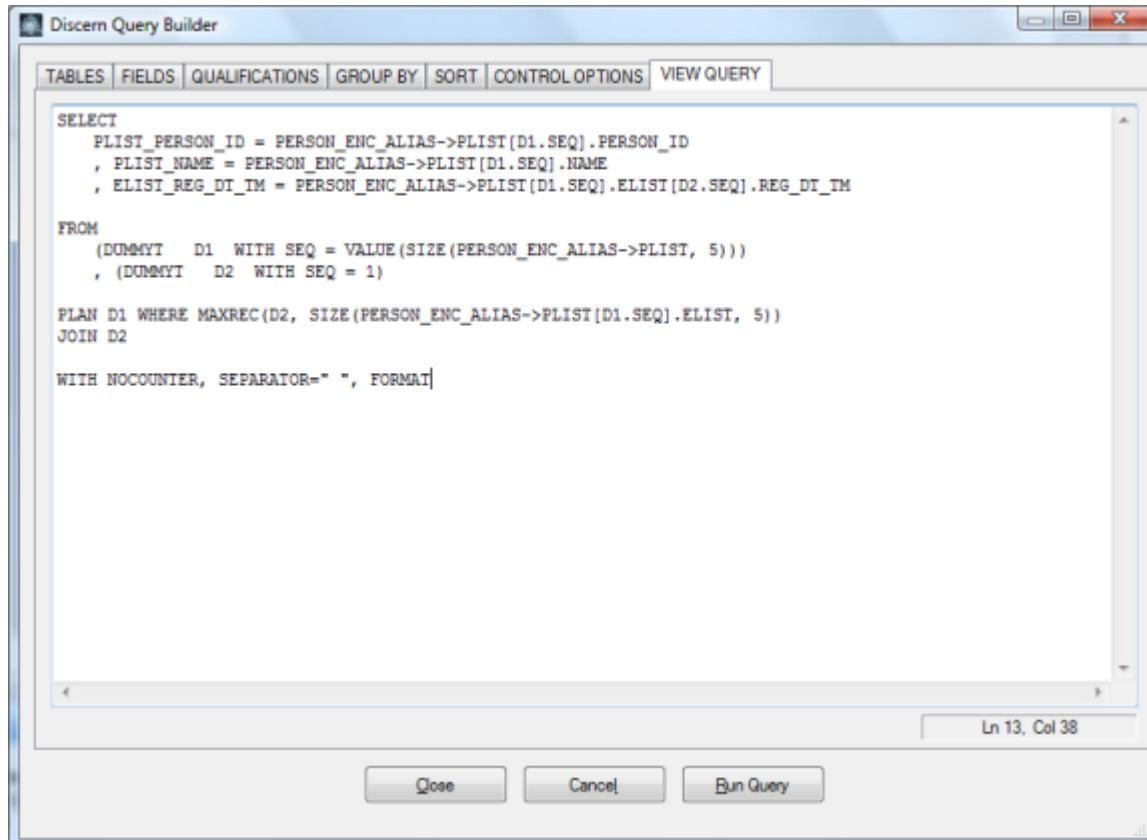 Discern Query Builder
TABLES FIELDS QUALIFICATIONS GROUP BY SORT CONTROL OPTIONS VIEW QUERY
SELECT
PLIST_PERSON_ID = PERSON_ENC_ALIAS->PLIST[D1.SEQ].PERSON_ID
, PLIST_NAME = PERSON_ENC_ALIAS->PLIST[D1.SEQ].NAME
, ELIST_REG_DT_TM = PERSON_ENC_ALIAS->PLIST[D1.SEQ].ELIST[D2.SEQ].REG_DT_TM
FROM
(DUMMYT D1 WITH SEQ = VALUE(SIZE(PERSON_ENC_ALIAS->PLIST, 5)))
, (DUMMYT D2 WITH SEQ = 1)
PLAN D1 WHERE MAXREC(D2, SIZE(PERSON_ENC_ALIAS->PLIST[D1.SEQ].ELIST, 5))
JOIN D2
WITH NOCOUNTER, SEPARATOR=" ", FORMAT
Ln 13, Col 38
Close Cancel Run Query